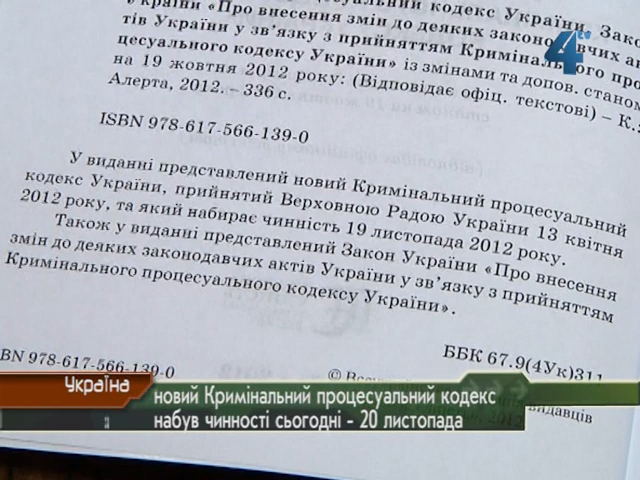 цесуальний кодекс України. Зако
України «Про внесення змін до деяких законодавчих ак
тів України у зв'язку з прийняттям Кримінального про
цесуального кодексу України» із змінами та допов. станом
на 19 жовтня 2012 року: (Відповідає офіц. текстові) – К.:
Алерта, 2012. – 336 с.
4tv
ISBN 978-617-566-139-0
У виданні представлений новий Кримінальний процесуальний
кодекс України, прийнятий Верховною Радою України 13 квітня
2012 року, та який набирає чинність 19 листопада 2012 року.
Також у виданні представлений Закон України «Про внесення
змін до деяких законодавчих актів України у зв'язку з прийняттям
Кримінального процесуального кодексу України».
ББК 67.9(4Ук)311
BN 978-617-566-139-0
видавців
Україна
новий Кримінальний процесуальний кодекс
набув чинності сьогодні - 20 листопада